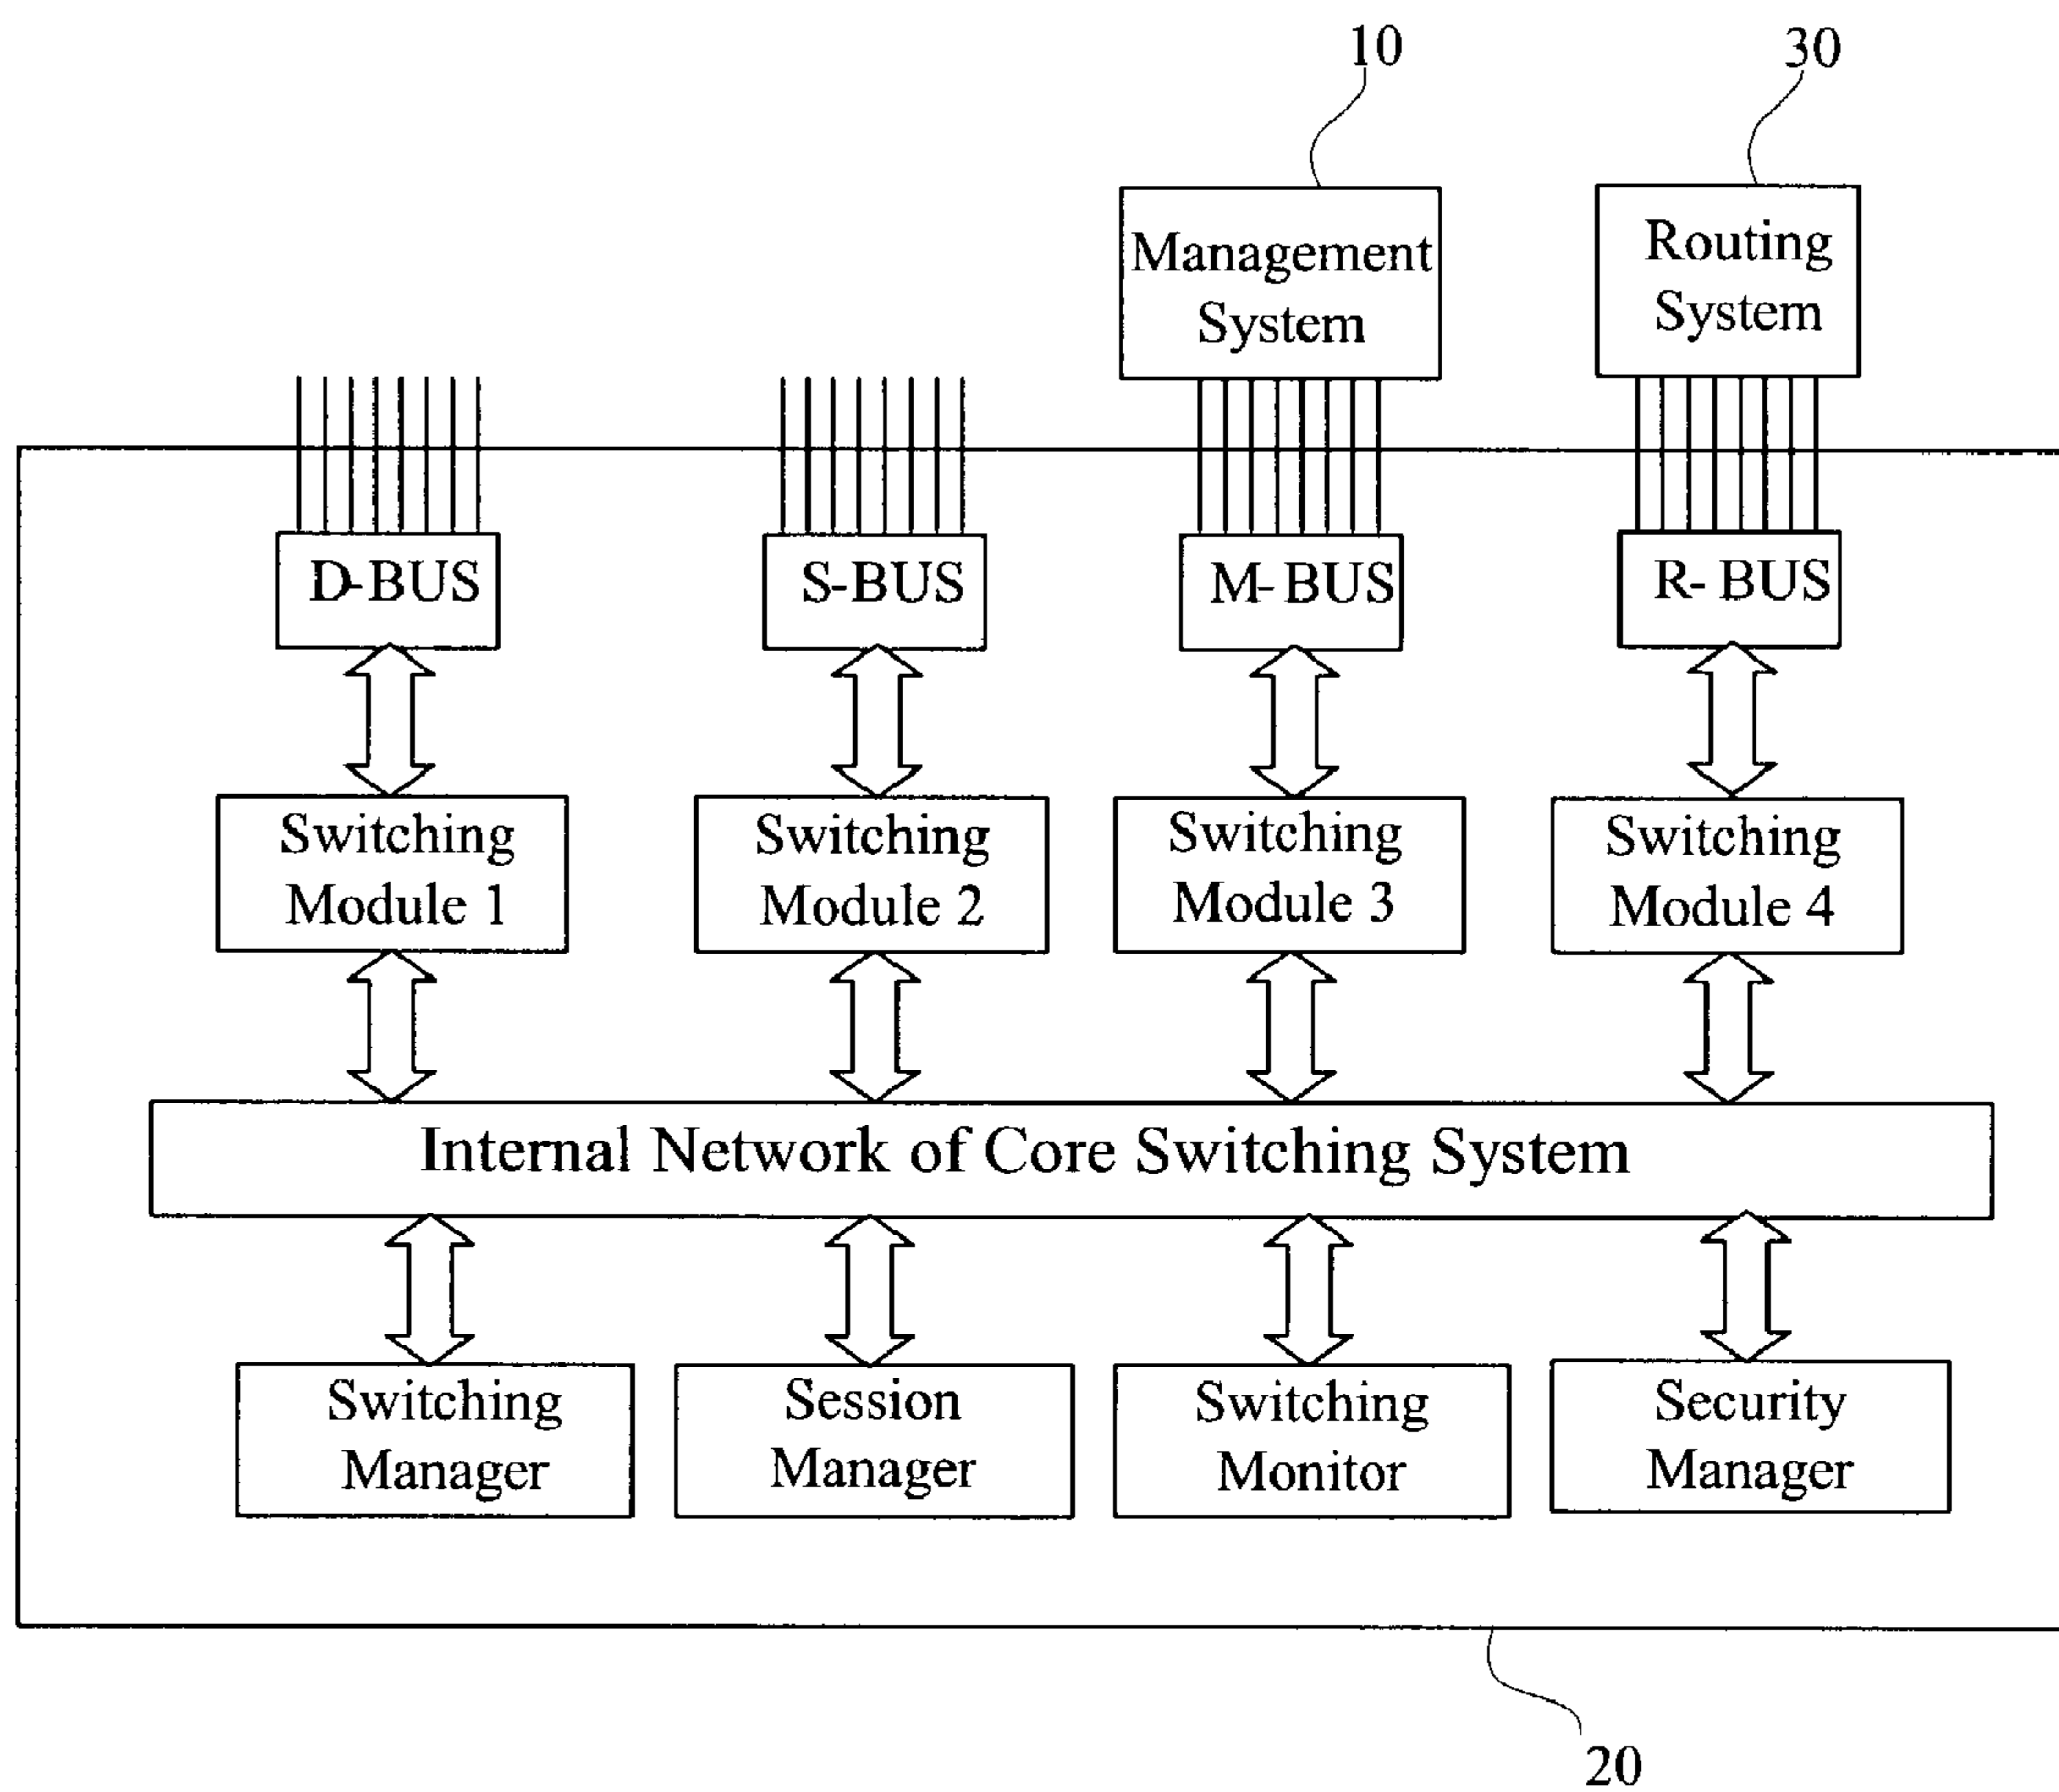 10
30
Management
System
Routing
System
D-BUS
S-BUS
M-BUS
R- BUS
Switching
Module 1
Switching
Module 2
Switching
Module 3
Switching
Module 4
Internal Network of Core Switching System
Switching
Manager
Session
Manager
Switching
Monitor
Security
Manager
20